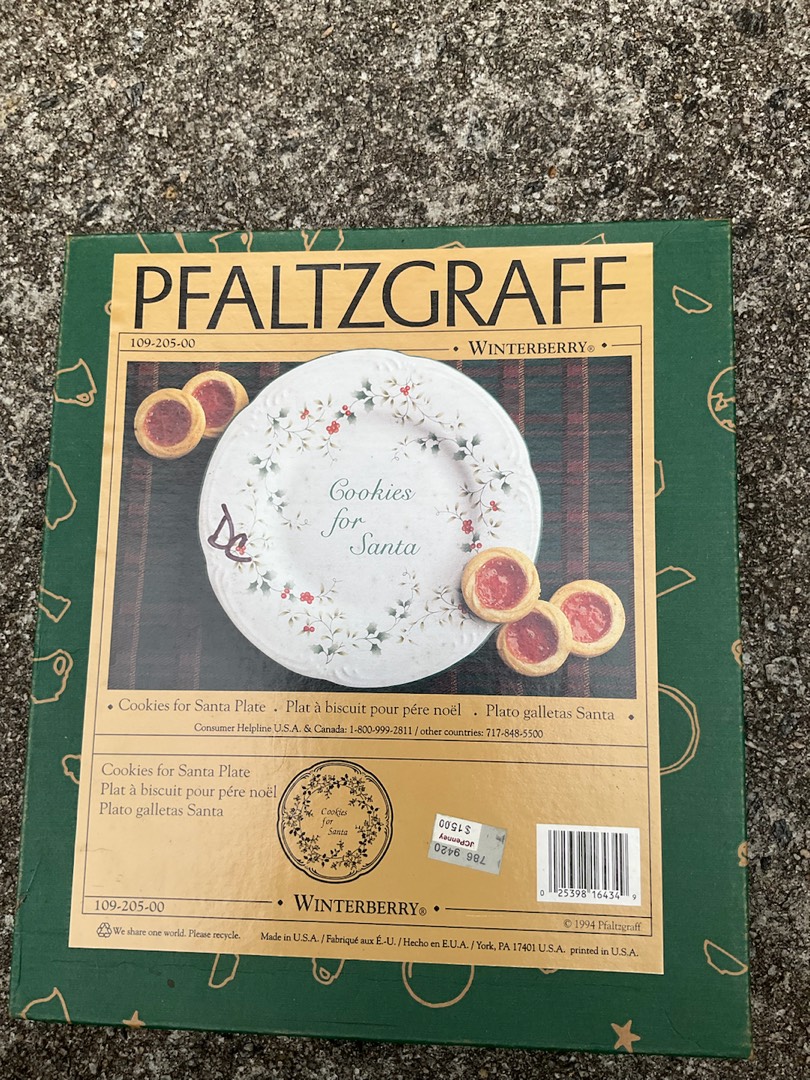 PFALTZGRAFF
109-205-00 • WINTERBERRY® •
Cookies
for
Santa
DC
• Cookies for Santa Plate . Plat à biscuit pour pére noël . Plato galletas Santa •
Consumer Helpline U.S.A. & Canada: 1-800-999-2811 / other countries: 717-848-5500
Cookies for Santa Plate
Plat à biscuit pour pére noël
Plato galletas Santa
Cookies
for
Santa
786 9420
JCPenney
$15.00
0 25398 16434 9
109-205-00 • WINTERBERRY® •
© 1994 Pfaltzgraff
We share one world. Please recycle. Made in U.S.A. / Fabriqué aux É.-U. / Hecho en E.U.A. / York, PA 17401 U.S.A. printed in U.S.A.